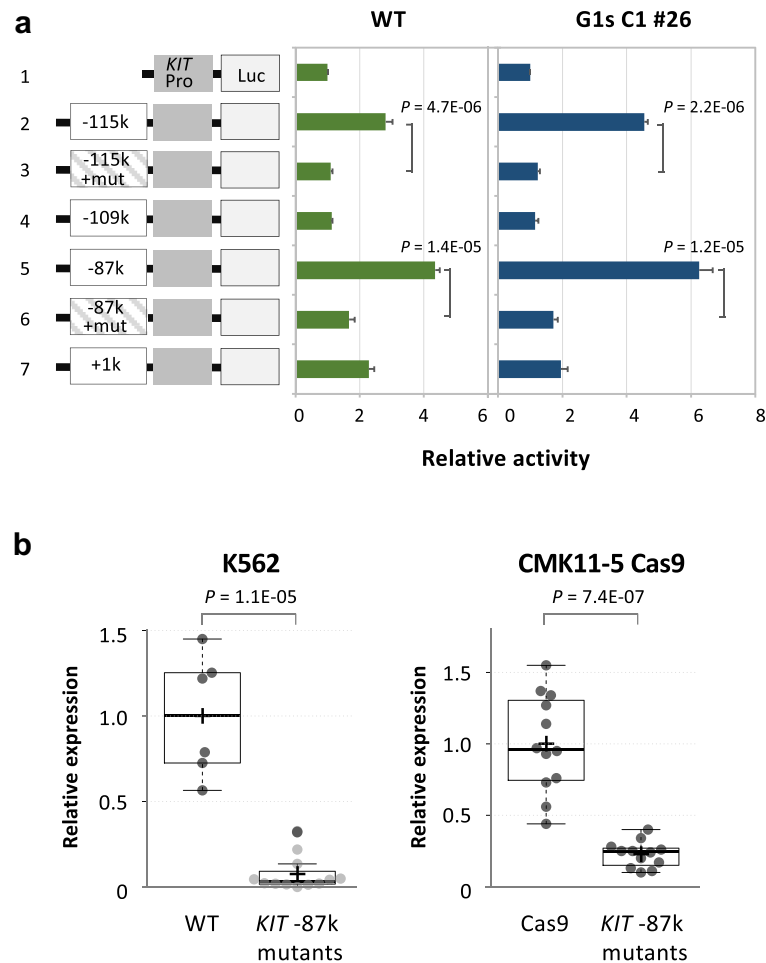 a
WT
G1s C1 #26
1
KIT
Pro
Luc
2
-115k
P = 4.7E-06
P = 2.2E-06
3
-115k
+mut
4
-109k
5
-87k
P = 1.4E-05
P = 1.2E-05
6
-87k
+mut
7
+1k
0 2 4 6
0 2 4 6 8
Relative activity
b
K562
CMK11-5 Cas9
P = 1.1E-05
P = 7.4E-07
Relative expression
1.5
1.0
0.5
0
WT
KIT -87k
mutants
Relative expression
1.5
1.0
0.5
0
Cas9
KIT -87k
mutants